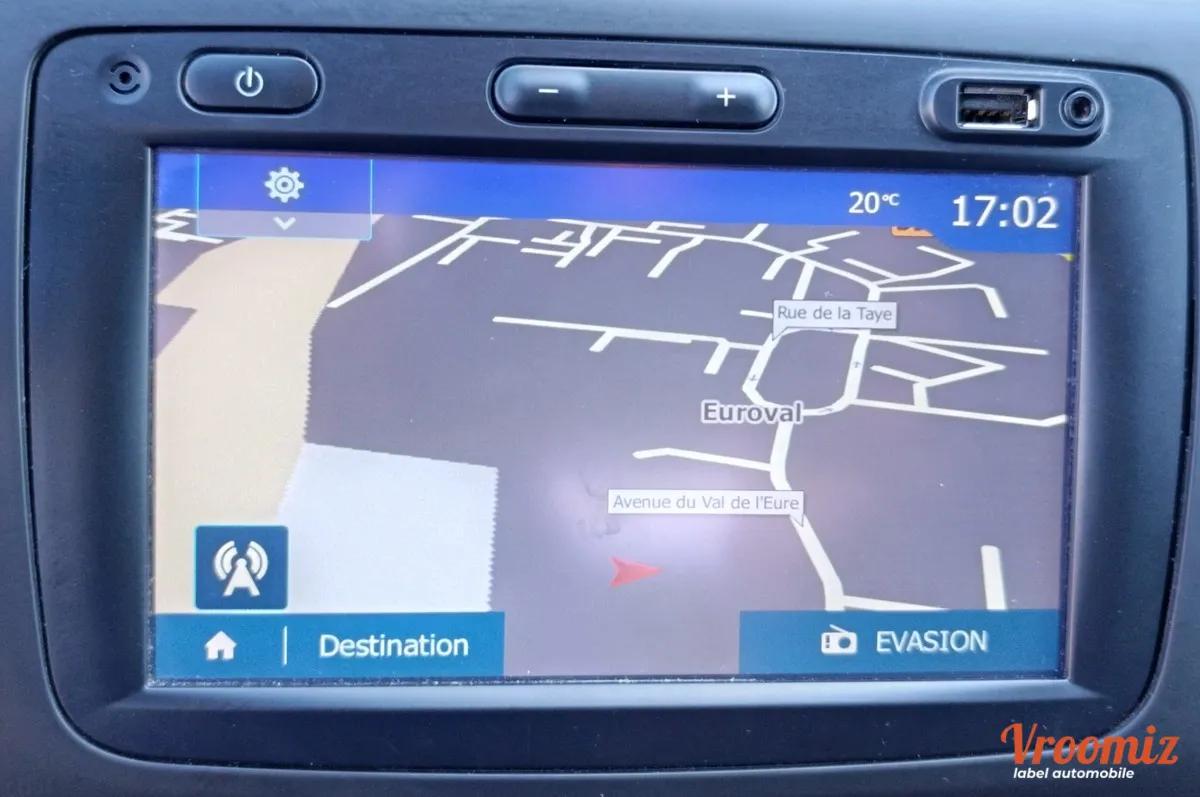 20°C
17:02
Rue de la Taye
Euroval
Avenue du Val de l'Eure
Destination
EVASION
Vroomiz
label automobile